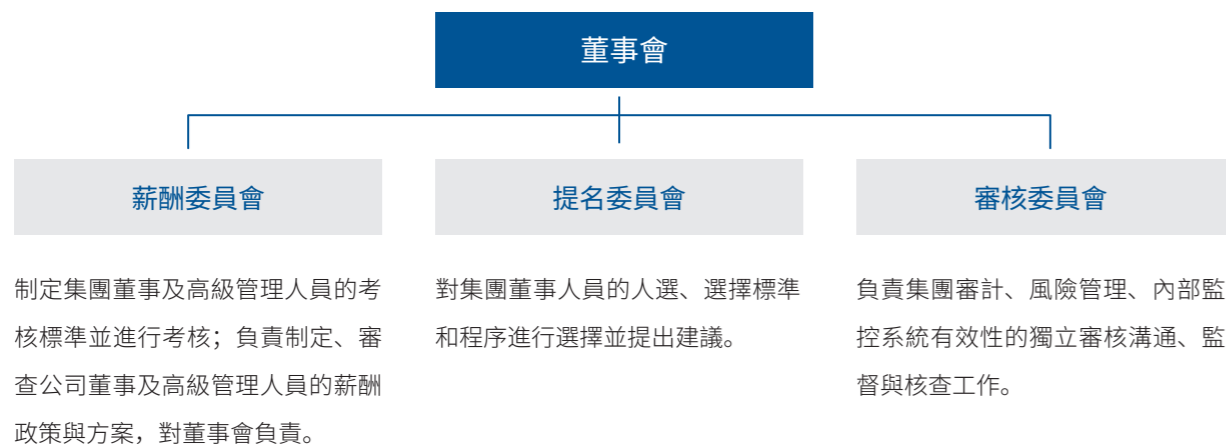 董事會
薪酬委員會
提名委員會
審核委員會
制定集團董事及高級管理人員的考
核標準並進行考核；負責制定、審
查公司董事及高級管理人員的薪酬
政策與方案，對董事會負責。
對集團董事人員的人選、選擇標準
和程序進行選擇並提出建議。
負責集團審計、風險管理、內部監
控系統有效性的獨立審核溝通、監
督與核查工作。